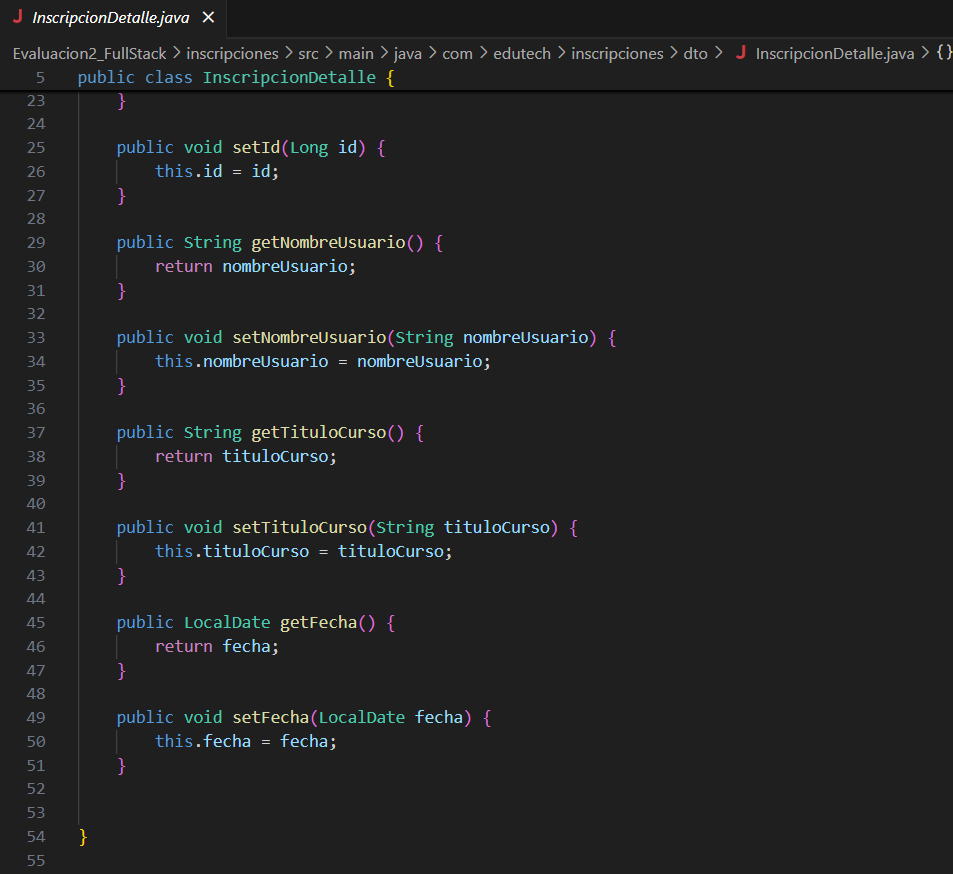 InscripcionDetalle.java
Evaluacion2_FullStack > inscripciones > src > main > java > com > edutech > inscripciones > dto > InscripcionDetalle.java > {}
5 public class InscripcionDetalle {
23 }
24
25 public void setId(Long id) {
26 this.id = id;
27 }
28
29 public String getNombreUsuario() {
30 return nombreUsuario;
31 }
32
33 public void setNombreUsuario(String nombreUsuario) {
34 this.nombreUsuario = nombreUsuario;
35 }
36
37 public String getTituloCurso() {
38 return tituloCurso;
39 }
40
41 public void setTituloCurso(String tituloCurso) {
42 this.tituloCurso = tituloCurso;
43 }
44
45 public LocalDate getFecha() {
46 return fecha;
47 }
48
49 public void setFecha(LocalDate fecha) {
50 this.fecha = fecha;
51 }
52
53
54 }
55